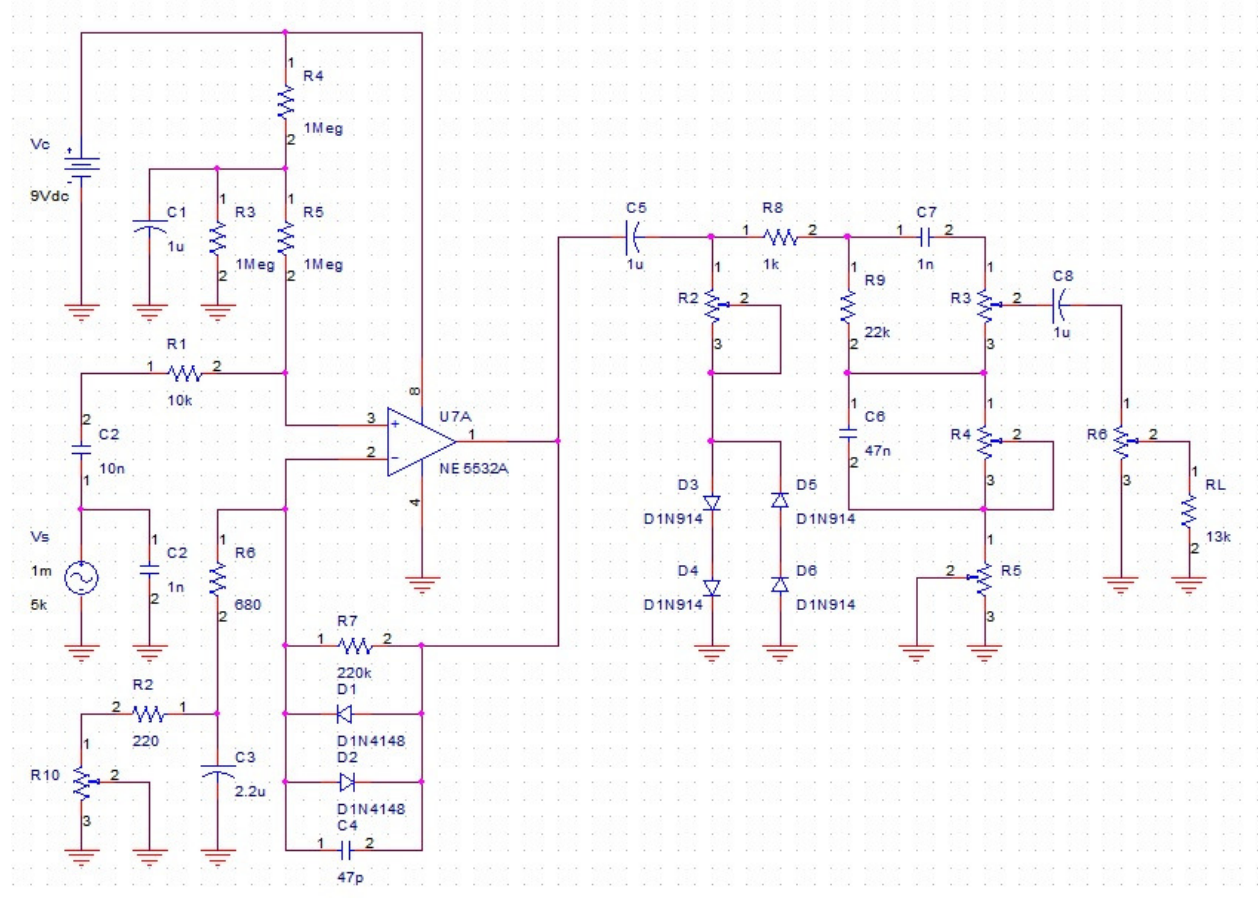 1
R4
1Meg
2
Vc
9Vdc
+
-
C1
1u
1
R3
1Meg
2
1
R5
1Meg
2
R1
1
2
10k
2
C2
10n
1
Vs
1m
5k
1
C2
1n
2
1
R6
680
2
R2
2
1
220
R10
1
2
3
C3
2.2u
8
3
+
2
-
U7A
1
NE5532A
4
R7
1
2
220k
D1
D1N4148
D2
D1N4148
C4
1
2
47p
C5
1u
R8
1
2
1k
C7
1
2
1n
1
R2
2
3
1
R9
22k
2
1
R3
2
3
C8
1u
1
C6
47n
2
1
R4
2
3
1
R6
2
3
1
RL
13k
2
D3
D1N914
D5
D1N914
D4
D1N914
D6
D1N914
1
2
R5
3